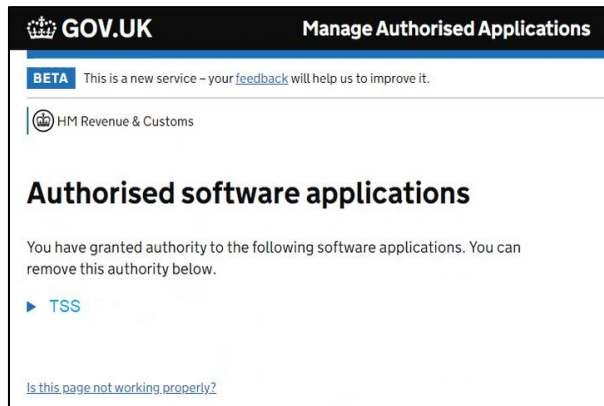 GOV.UK Manage Authorised Applications
BETA This is a new service – your feedback will help us to improve it.
HM Revenue & Customs
Authorised software applications
You have granted authority to the following software applications. You can
remove this authority below.
TSS
Is this page not working properly?